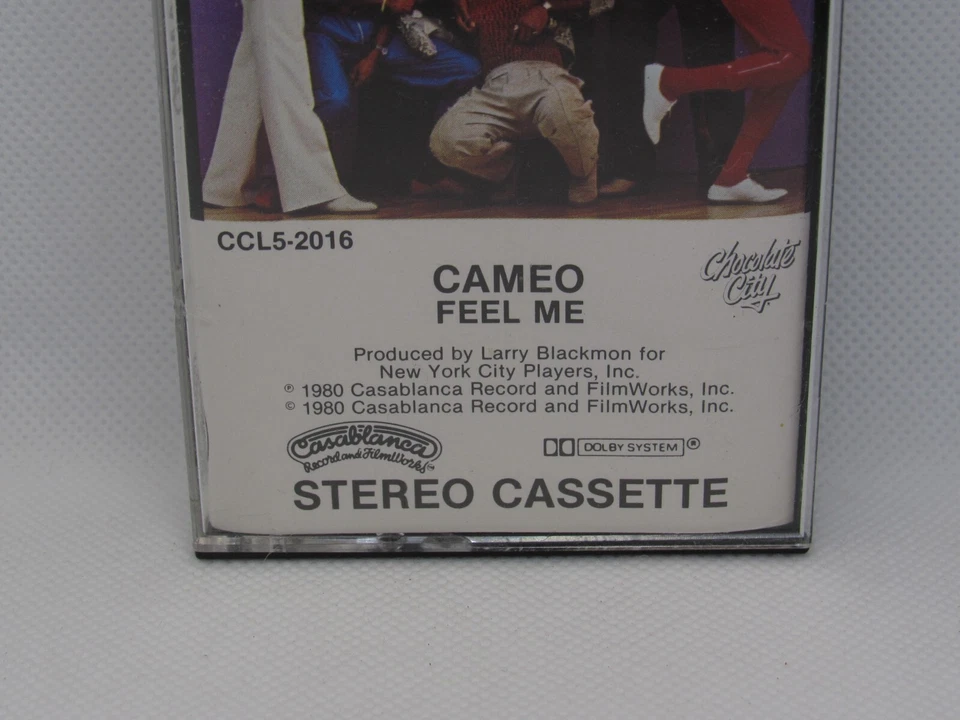 CCL5-2016
Chocolate
City
CAMEO
FEEL ME
Produced by Larry Blackmon for
New York City Players, Inc.
℗ 1980 Casablanca Record and FilmWorks, Inc.
© 1980 Casablanca Record and FilmWorks, Inc.
Casablanca
Record and FilmWorks
DOLBY SYSTEM ®
STEREO CASSETTE